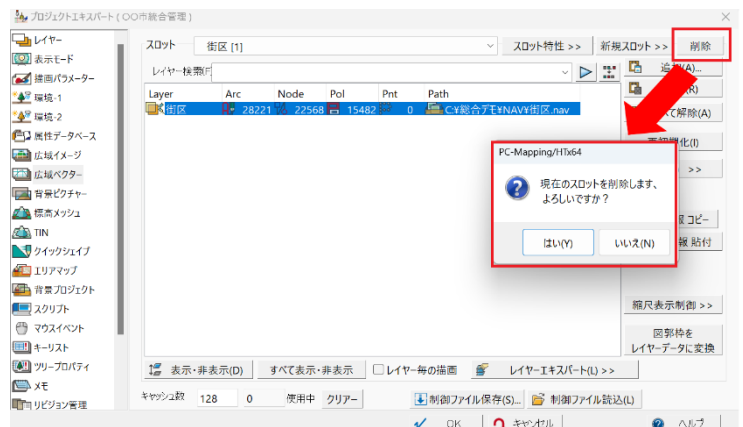 プロジェクトエキスパート ( 〇〇市統合管理 )
レイヤー
表示モード
描画パラメーター
環境-1
環境-2
属性データベース
広域イメージ
広域ベクター
背景ピクチャー
標高メッシュ
TIN
クイックシェイプ
エリアマップ
背景プロジェクト
スクリプト
マウスイベント
キーリスト
ツリープロパティ
メモ
リビジョン管理
スロット 街区 [1] スロット特性 >> 新規スロット >> 削除
レイヤー検索(F)
Layer Arc Node Pol Pnt Path
街区 28221 22568 15482 0 C:¥総合デモ¥NAV¥街区.nav
(R)
て解除(A)
化(I)
>>
コピー
報 貼付
縮尺表示制御 >>
図郭枠を
レイヤーデータに変換
PC-Mapping/HTx64
現在のスロットを削除します、
よろしいですか？
はい(Y) いいえ(N)
表示・非表示(D) すべて表示・非表示 レイヤー毎の描画 レイヤーエキスパート(L) >>
キャッシュ数 128 0 使用中 クリアー 制御ファイル保存(S)... 制御ファイル読込(L)
OK キャンセル ヘルプ